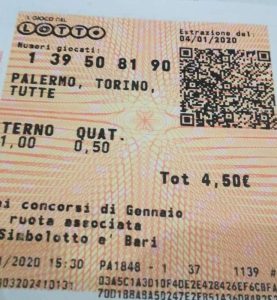 IL GIOCO DEL
LOTTO
Estrazione del:
04/01/2020
Numeri giocati:
1 39 50 81 90
PALERMO, TORINO,
TUTTE
TERNO QUAT.
1,00 0,50
Tot 4,50€
i concorsi di Gennaio
ruota associata
Simbolotto e' Bari
1/2020 15:30 PA1848 - 1 37 1139 #